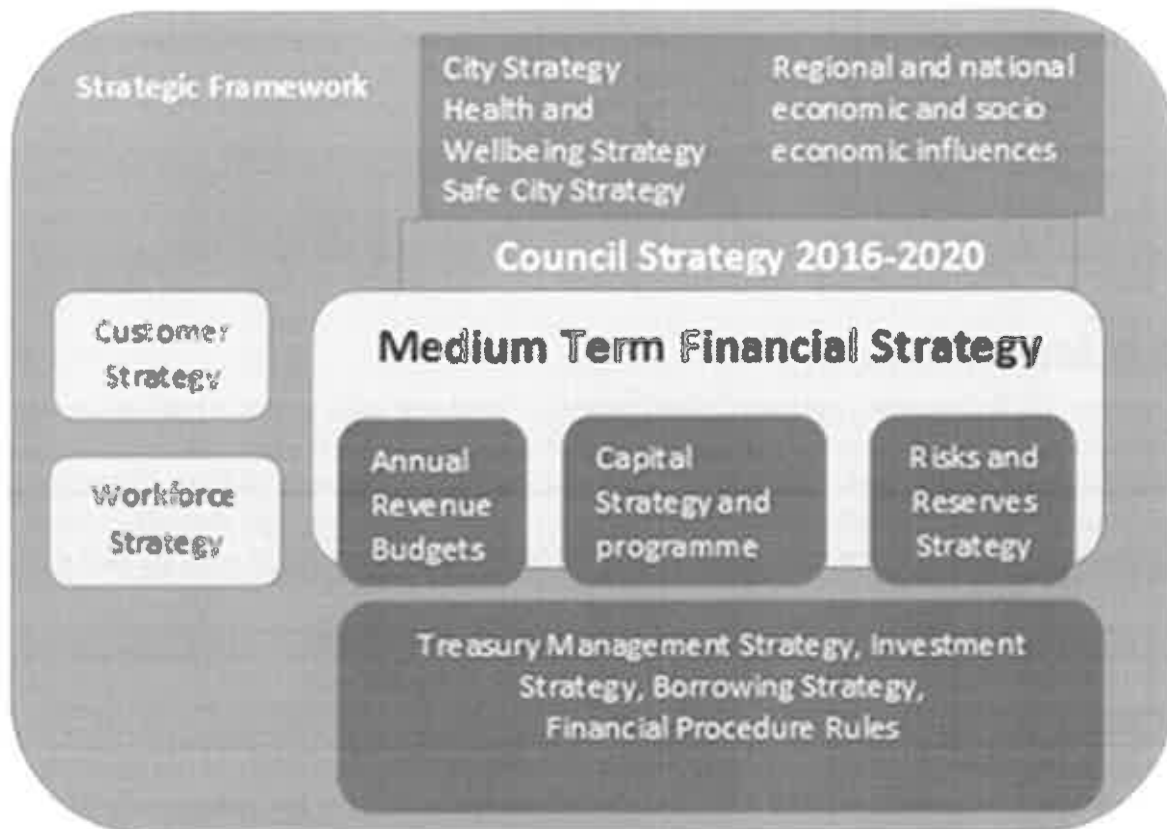 Strategic Framework
City Strategy
Health and
Wellbeing Strategy
Safe City Strategy
Regional and national
economic and socio
economic influences
Council Strategy 2016-2020
Customer
Strategy
Workforce
Strategy
Medium Term Financial Strategy
Annual
Revenue
Budgets
Capital
Strategy and
programme
Risks and
Reserves
Strategy
Treasury Management Strategy, Investment
Strategy, Borrowing Strategy,
Financial Procedure Rules